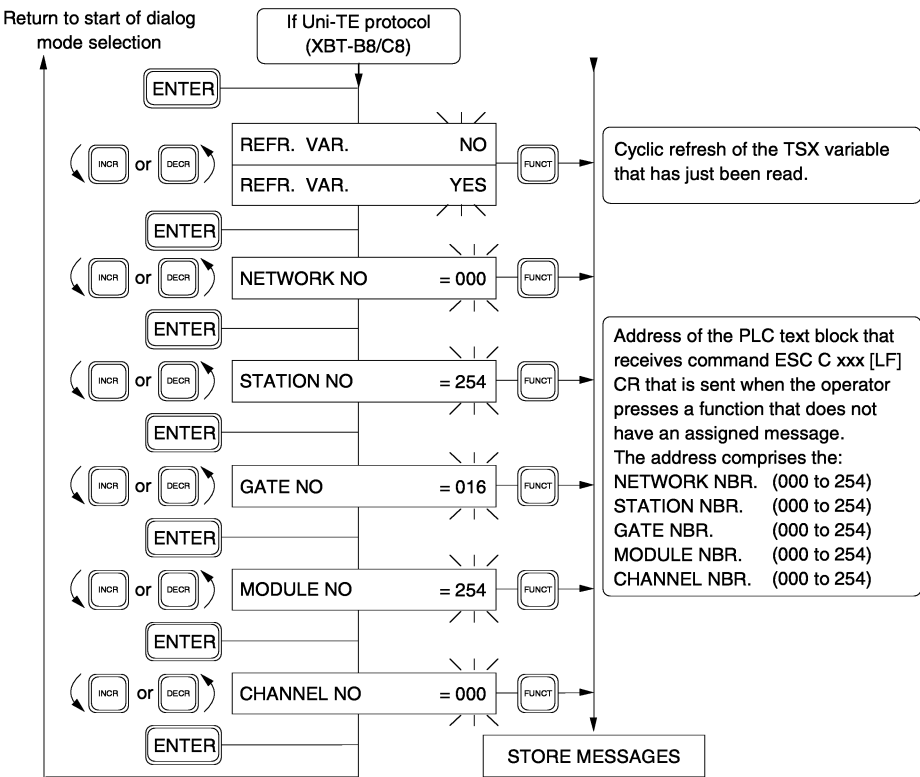 Return to start of dialog
mode selection
If Uni-TE protocol
(XBT-B8/C8)
ENTER
REFR. VAR. NO
INCR or DECR
FUNCT
REFR. VAR. YES
Cyclic refresh of the TSX variable
that has just been read.
ENTER
INCR or DECR
NETWORK NO = 000
FUNCT
ENTER
INCR or DECR
STATION NO = 254
FUNCT
ENTER
INCR or DECR
GATE NO = 016
FUNCT
ENTER
INCR or DECR
MODULE NO = 254
FUNCT
ENTER
INCR or DECR
CHANNEL NO = 000
FUNCT
ENTER
Address of the PLC text block that
receives command ESC C xxx [LF]
CR that is sent when the operator
presses a function that does not
have an assigned message.
The address comprises the:
NETWORK NBR. (000 to 254)
STATION NBR. (000 to 254)
GATE NBR. (000 to 254)
MODULE NBR. (000 to 254)
CHANNEL NBR. (000 to 254)
STORE MESSAGES